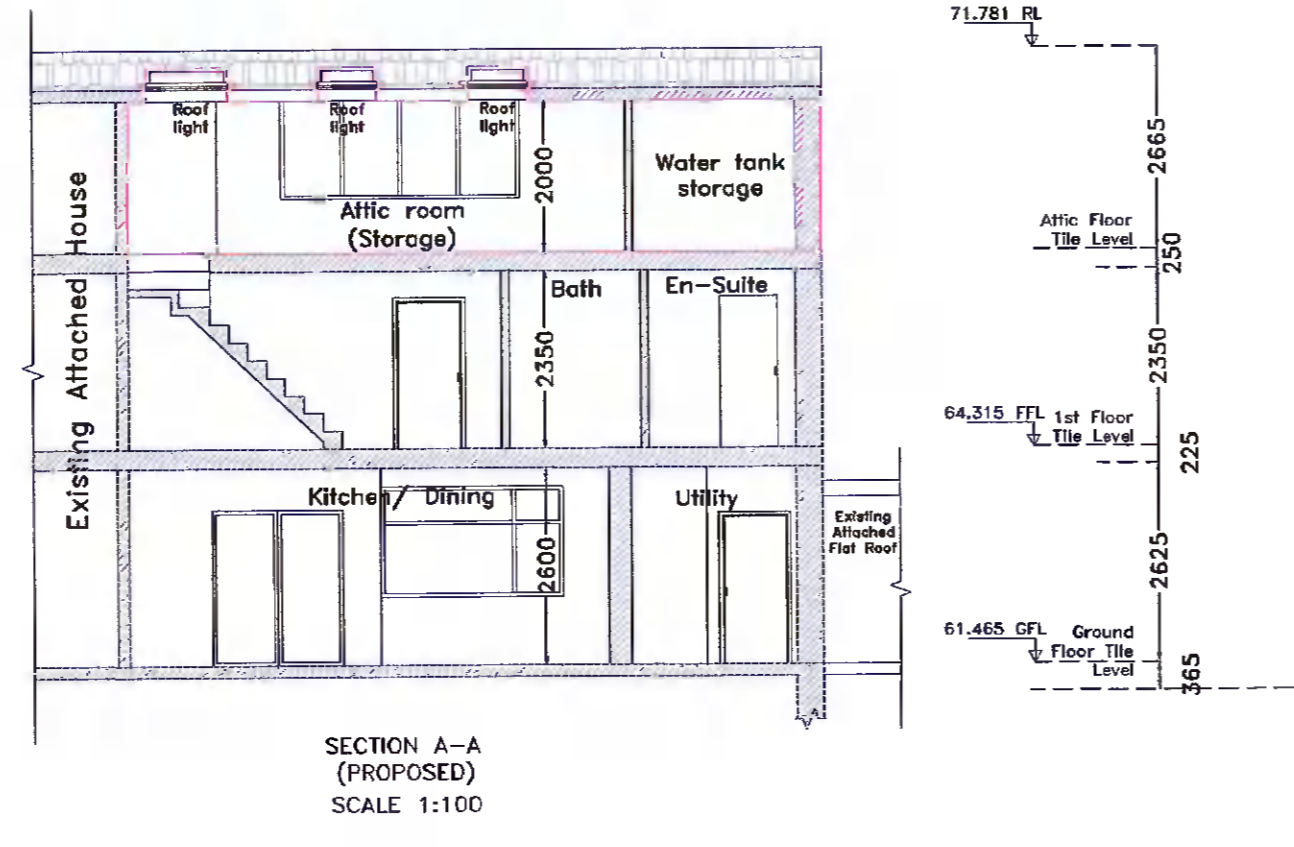 71.781 RL
Roof
light
Roof
light
Roof
light
2000
Water tank
storage
2665
Attic room
(Storage)
Attic Floor
Tile Level
250
Existing Attached House
Bath
En-Suite
2350
2350
64.315 FFL
1st Floor
Tile Level
225
Kitchen/ Dining
Utility
Existing
Attached
Flat Roof
2600
2625
61.465 GFL
Ground
Floor Tile
Level
365
SECTION A-A
(PROPOSED)
SCALE 1:100